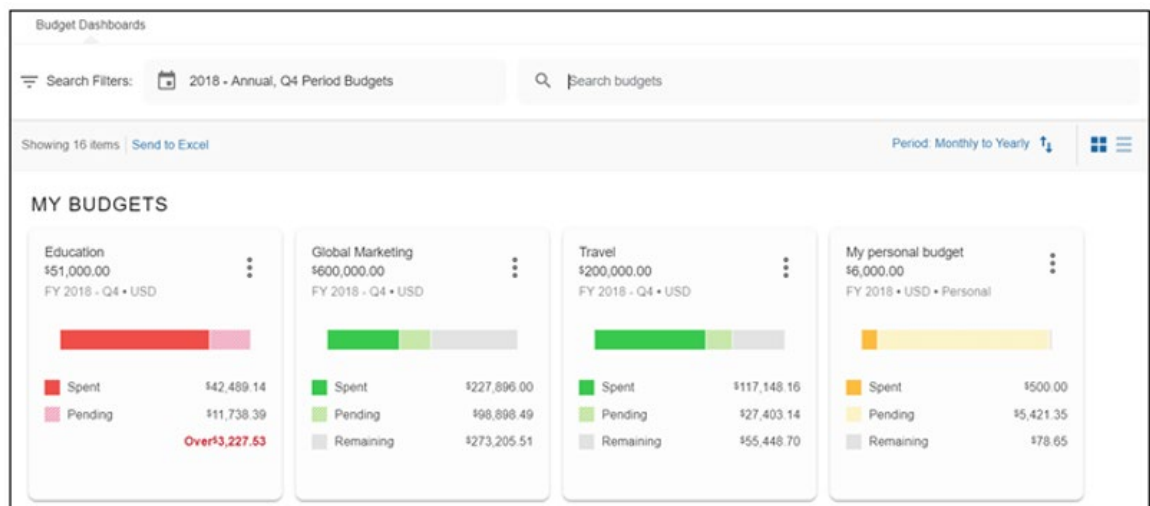 Budget Dashboards
Search Filters: 2018 - Annual, Q4 Period Budgets Search budgets
Showing 16 items Send to Excel Period: Monthly to Yearly
MY BUDGETS
Education
$51,000.00
FY 2018 - Q4 • USD
Spent $42,489.14
Pending $11,738.39
Over$3,227.53
Global Marketing
$600,000.00
FY 2018 - Q4 • USD
Spent $227,896.00
Pending $98,898.49
Remaining $273,205.51
Travel
$200,000.00
FY 2018 - Q4 • USD
Spent $117,148.16
Pending $27,403.14
Remaining $55,448.70
My personal budget
$6,000.00
FY 2018 • USD • Personal
Spent $500.00
Pending $5,421.35
Remaining $78.65